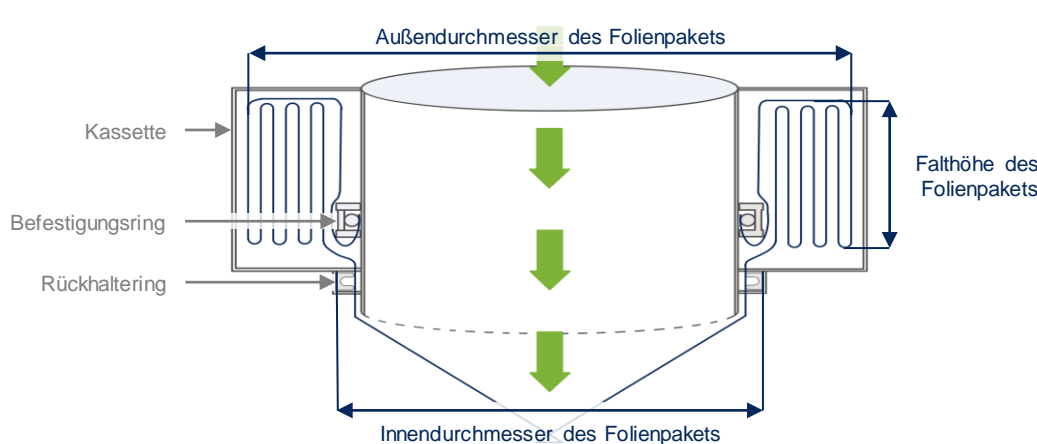 Außendurchmesser des Folienpakets
Kassette
Falthöhe des
Folienpakets
Befestigungsring
Rückhaltering
Innendurchmesser des Folienpakets